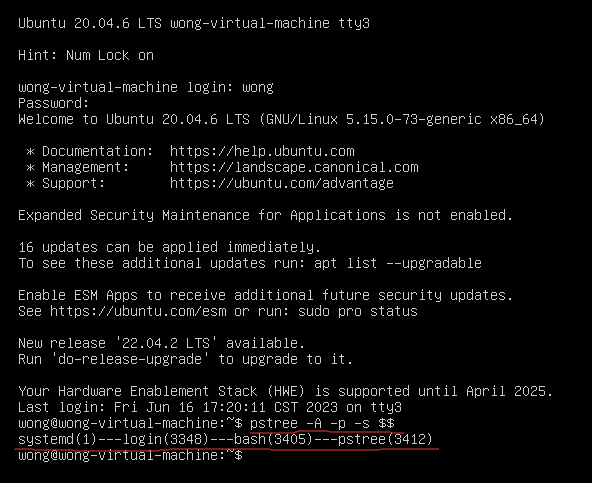 Ubuntu 20.04.6 LTS wong-virtual-machine tty3
Hint: Num Lock on
wong-virtual-machine login: wong
Password:
Welcome to Ubuntu 20.04.6 LTS (GNU/Linux 5.15.0-73-generic x86_64)
* Documentation:  https://help.ubuntu.com
* Management:     https://landscape.canonical.com
* Support:        https://ubuntu.com/advantage
Expanded Security Maintenance for Applications is not enabled.
16 updates can be applied immediately.
To see these additional updates run: apt list --upgradable
Enable ESM Apps to receive additional future security updates.
See https://ubuntu.com/esm or run: sudo pro status
New release '22.04.2 LTS' available.
Run 'do-release-upgrade' to upgrade to it.
Your Hardware Enablement Stack (HWE) is supported until April 2025.
Last login: Fri Jun 16 17:20:11 CST 2023 on tty3
wong@wong-virtual-machine:~$ pstree -A -p -s $$
systemd(1)---login(3348)---bash(3405)---pstree(3412)
wong@wong-virtual-machine:~$